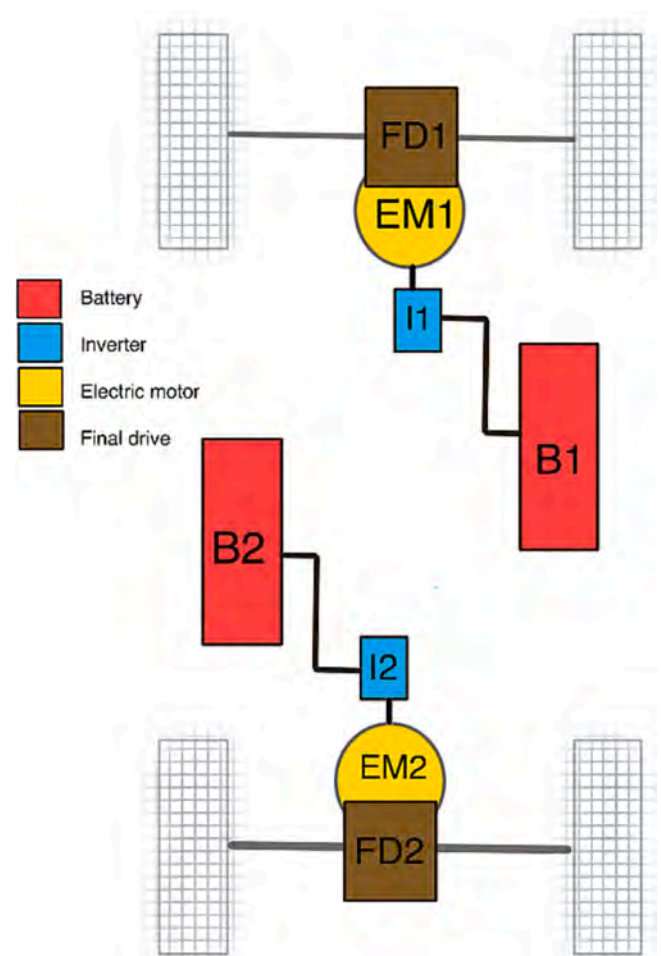 FD1
EM1
I1
Battery
Inverter
Electric motor
Final drive
B1
B2
I2
EM2
FD2